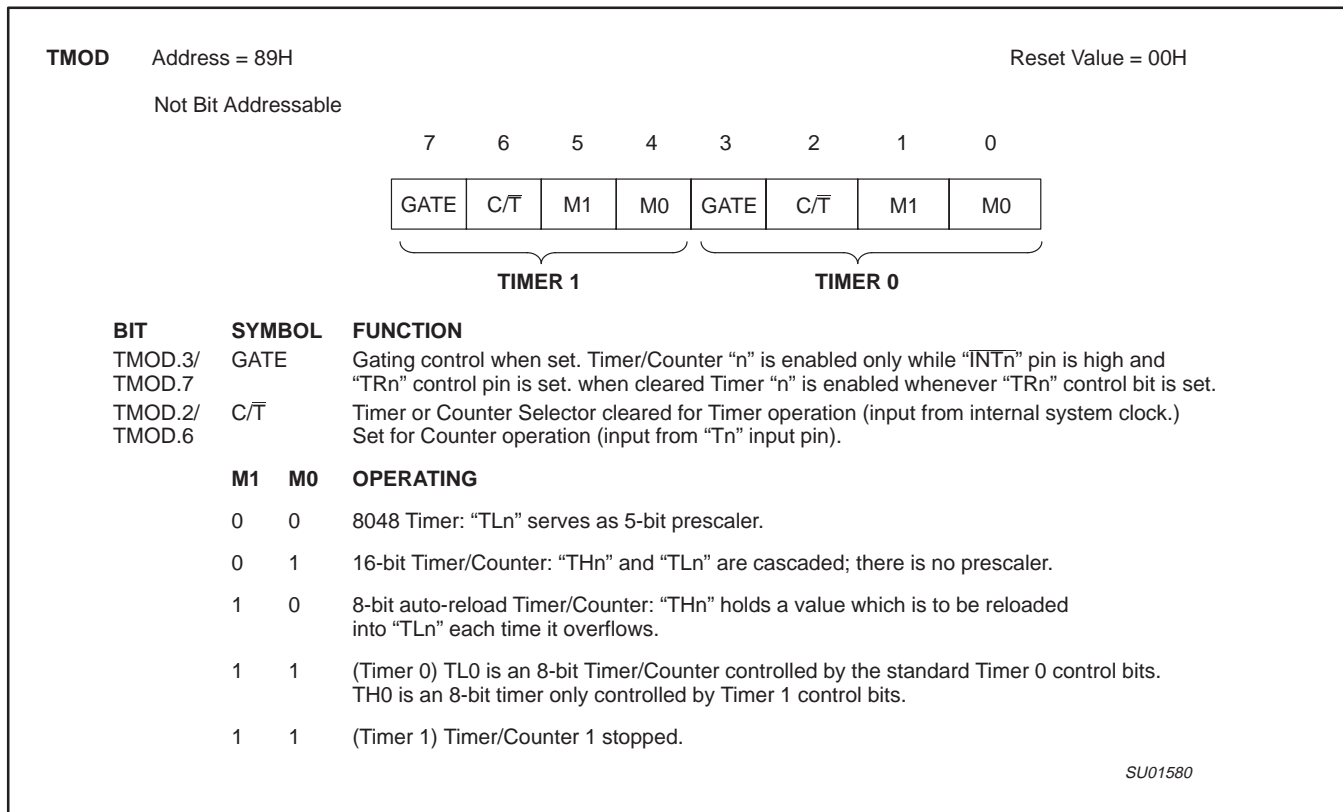 TMOD Address = 89H Reset Value = 00H
Not Bit Addressable
7 6 5 4 3 2 1 0
GATE C/T̅ M1 M0 GATE C/T̅ M1 M0
TIMER 1 TIMER 0
BIT SYMBOL FUNCTION
TMOD.3/ GATE Gating control when set. Timer/Counter “n” is enabled only while “I̅N̅T̅n̅” pin is high and
TMOD.7 “TRn” control pin is set. when cleared Timer “n” is enabled whenever “TRn” control bit is set.
TMOD.2/ C/T̅ Timer or Counter Selector cleared for Timer operation (input from internal system clock.)
TMOD.6 Set for Counter operation (input from “Tn” input pin).
M1 M0 OPERATING
0 0 8048 Timer: “TLn” serves as 5-bit prescaler.
0 1 16-bit Timer/Counter: “THn” and “TLn” are cascaded; there is no prescaler.
1 0 8-bit auto-reload Timer/Counter: “THn” holds a value which is to be reloaded
into “TLn” each time it overflows.
1 1 (Timer 0) TL0 is an 8-bit Timer/Counter controlled by the standard Timer 0 control bits.
TH0 is an 8-bit timer only controlled by Timer 1 control bits.
1 1 (Timer 1) Timer/Counter 1 stopped.
SU01580